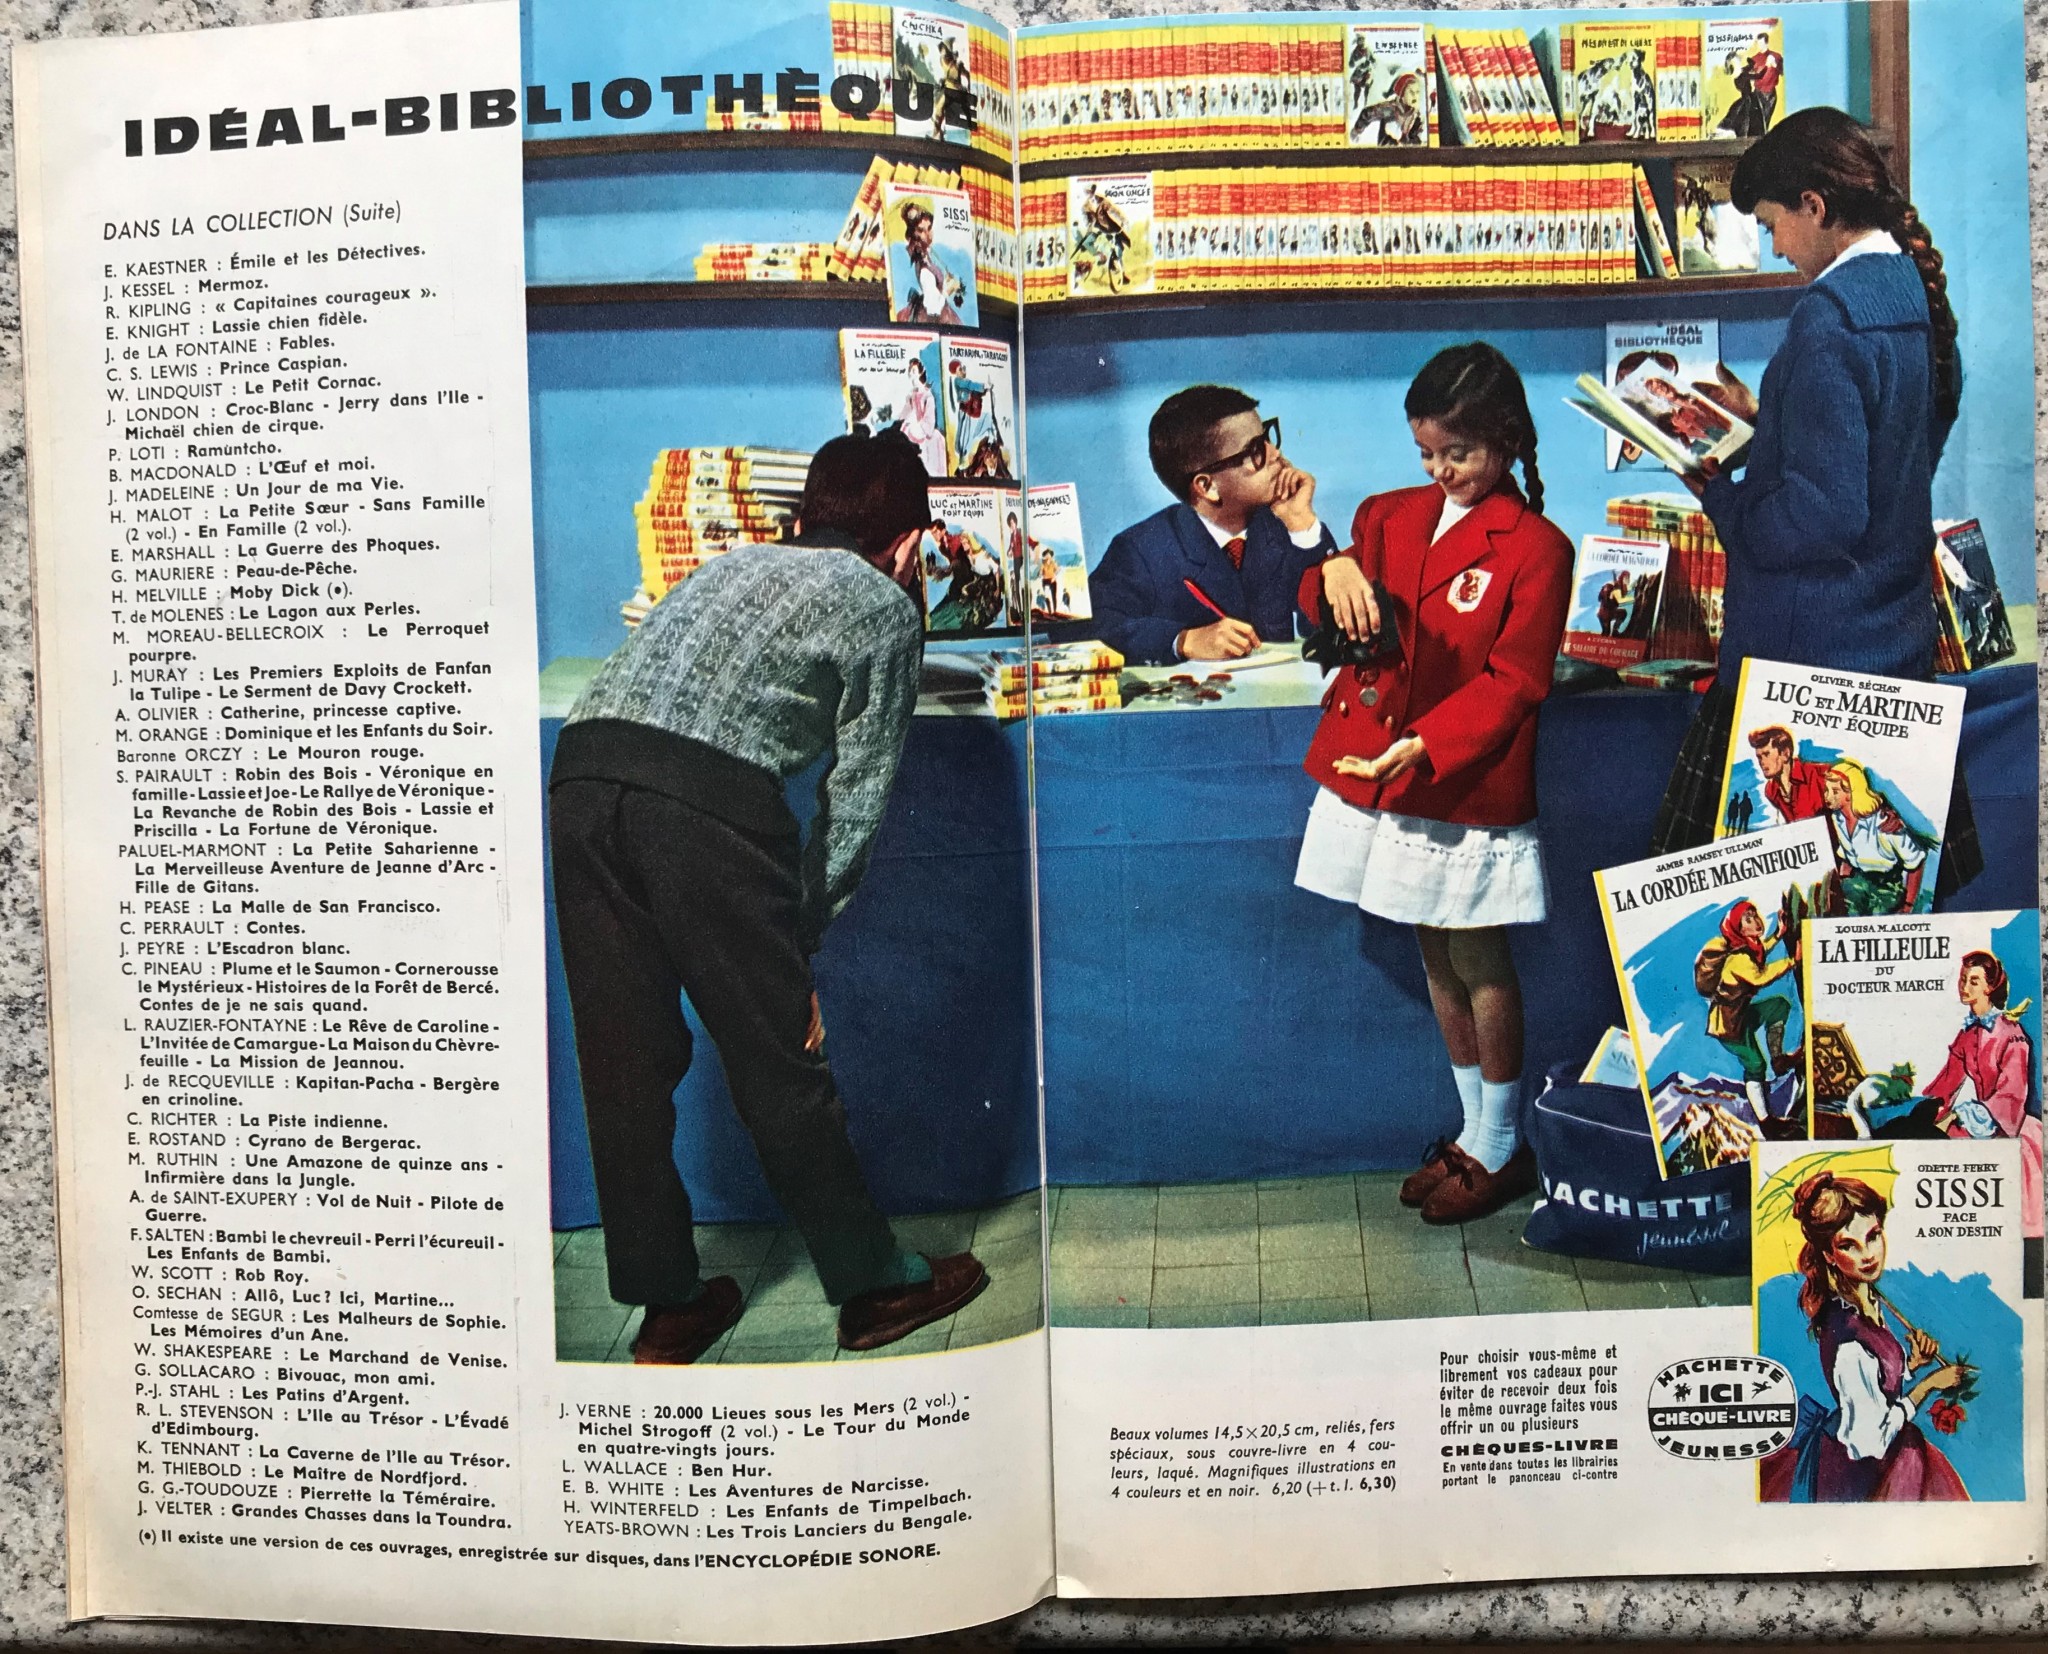 IDÉAL-BIBLIOTHÈQUE
DANS LA COLLECTION (Suite)
E. KAESTNER : Émile et les Détectives.
J. KESSEL : Mermoz.
R. KIPLING : « Capitaines courageux ».
E. KNIGHT : Lassie chien fidèle.
J. de LA FONTAINE : Fables.
C. S. LEWIS : Prince Caspian.
W. LINDQUIST : Le Petit Cornac.
J. LONDON : Croc-Blanc - Jerry dans l'Ile -
Michaël chien de cirque.
P. LOTI : Ramuntcho.
B. MACDONALD : L'Œuf et moi.
J. MADELEINE : Un Jour de ma Vie.
H. MALOT : La Petite Sœur - Sans Famille
(2 vol.) - En Famille (2 vol.).
E. MARSHALL : La Guerre des Phoques.
G. MAURIERE : Peau-de-Pêche.
H. MELVILLE : Moby Dick (•).
T. de MOLENES : Le Lagon aux Perles.
M. MOREAU-BELLECROIX : Le Perroquet
pourpre.
J. MURAY : Les Premiers Exploits de Fanfan
la Tulipe - Le Serment de Davy Crockett.
A. OLIVIER : Catherine, princesse captive.
M. ORANGE : Dominique et les Enfants du Soir.
Baronne ORCZY : Le Mouron rouge.
S. PAIRAULT : Robin des Bois - Véronique en
famille - Lassie et Joe - Le Rallye de Véronique -
La Revanche de Robin des Bois - Lassie et
Priscilla - La Fortune de Véronique.
PALUEL-MARMONT : La Petite Saharienne -
La Merveilleuse Aventure de Jeanne d'Arc -
Fille de Gitans.
H. PEASE : La Malle de San Francisco.
C. PERRAULT : Contes.
J. PEYRE : L'Escadron blanc.
C. PINEAU : Plume et le Saumon - Cornerousse
le Mystérieux - Histoires de la Forêt de Bercé.
Contes de je ne sais quand.
L. RAUZIER-FONTAYNE : Le Rêve de Caroline -
L'Invitée de Camargue - La Maison du Chèvre-
feuille - La Mission de Jeannou.
J. de RECQUEVILLE : Kapitan-Pacha - Bergère
en crinoline.
C. RICHTER : La Piste indienne.
E. ROSTAND : Cyrano de Bergerac.
M. RUTHIN : Une Amazone de quinze ans -
Infirmière dans la Jungle.
A. de SAINT-EXUPERY : Vol de Nuit - Pilote de
Guerre.
F. SALTEN : Bambi le chevreuil - Perri l'écureuil -
Les Enfants de Bambi.
W. SCOTT : Rob Roy.
O. SECHAN : Allô, Luc ? Ici, Martine...
Comtesse de SEGUR : Les Malheurs de Sophie.
Les Mémoires d'un Ane.
W. SHAKESPEARE : Le Marchand de Venise.
G. SOLLACARO : Bivouac, mon ami.
P.-J. STAHL : Les Patins d'Argent.
R. L. STEVENSON : L'Ile au Trésor - L'Évadé
d'Edimbourg.
K. TENNANT : La Caverne de l'Ile au Trésor.
M. THIEBOLD : Le Maître de Nordfjord.
G. G.-TOUDOUZE : Pierrette la Téméraire.
J. VELTER : Grandes Chasses dans la Toundra.
J. VERNE : 20.000 Lieues sous les Mers (2 vol.) -
Michel Strogoff (2 vol.) - Le Tour du Monde
en quatre-vingts jours.
L. WALLACE : Ben Hur.
E. B. WHITE : Les Aventures de Narcisse.
H. WINTERFELD : Les Enfants de Timpelbach.
YEATS-BROWN : Les Trois Lanciers du Bengale.
(•) Il existe une version de ces ouvrages, enregistrée sur disques, dans l'ENCYCLOPÉDIE SONORE.
SISSI
LA FILLEULE
TARTARIN de TARASCON
LUC et MARTINE
FONT ÉQUIPE
MON ONCLE
IDÉAL
BIBLIOTHÈQUE
LA CORDÉE MAGNIFIQUE
SALAIRE DU COURAGE
OLIVIER SÉCHAN
LUC ET MARTINE
FONT ÉQUIPE
JAMES RAMSEY ULLMAN
LA CORDÉE MAGNIFIQUE
LOUISA M. ALCOTT
LA FILLEULE
DU
DOCTEUR MARCH
ODETTE FERRY
SISSI
FACE
A SON DESTIN
HACHETTE
jeunesse
Beaux volumes 14,5 × 20,5 cm, reliés, fers
spéciaux, sous couvre-livre en 4 cou-
leurs, laqué. Magnifiques illustrations en
4 couleurs et en noir. 6,20 (+ t. l. 6,30)
Pour choisir vous-même et
librement vos cadeaux pour
éviter de recevoir deux fois
le même ouvrage faites vous
offrir un ou plusieurs
CHÈQUES-LIVRE
En vente dans toutes les librairies
portant le panonceau ci-contre
HACHETTE
ICI
CHÈQUE-LIVRE
JEUNESSE